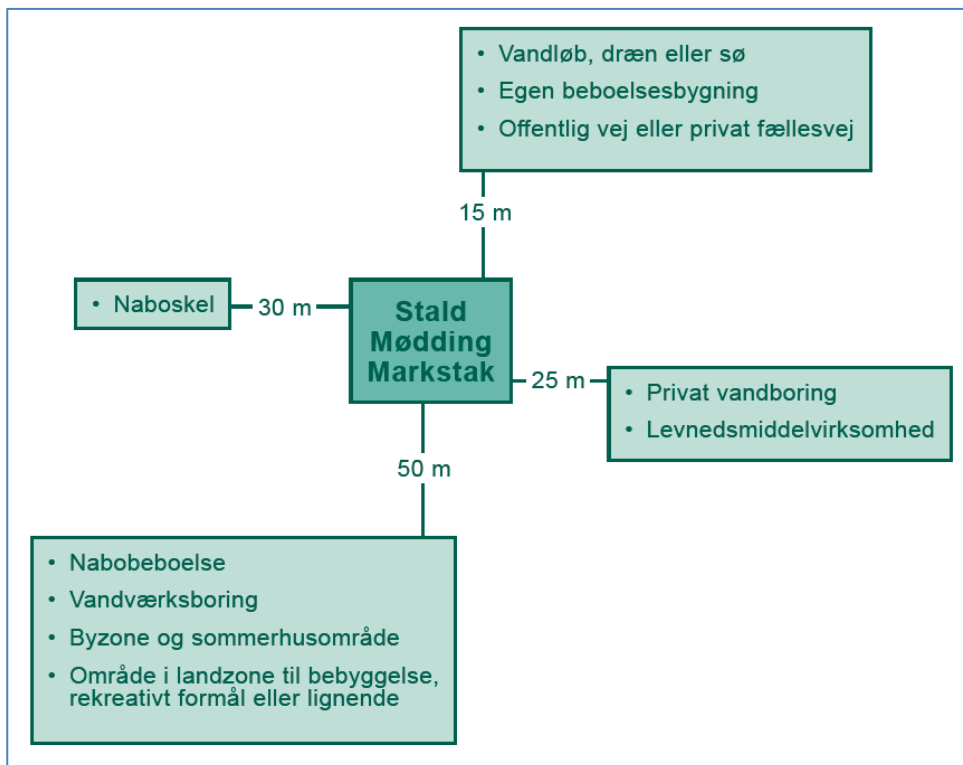 • Vandløb, dræn eller sø
• Egen beboelsesbygning
• Offentlig vej eller privat fællesvej
15 m
• Naboskel
30 m
Stald
Mødding
Markstak
25 m
• Privat vandboring
• Levnedsmiddelvirksomhed
50 m
• Nabobeboelse
• Vandværksboring
• Byzone og sommerhusområde
• Område i landzone til bebyggelse,
rekreativt formål eller lignende